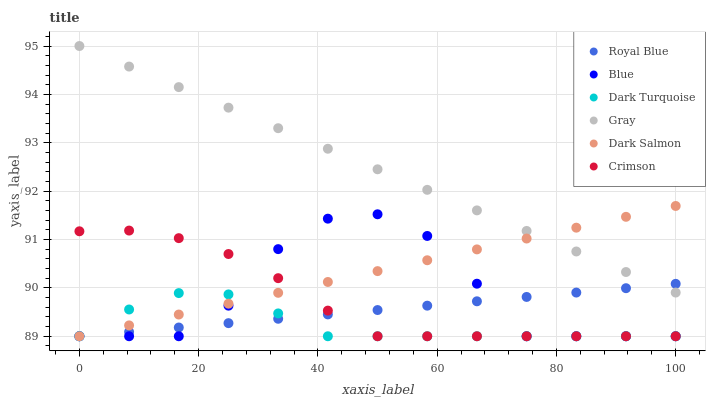 title
95
94
93
92
91
90
89
0
20
40
60
80
100
yaxis_label
xaxis_label
Royal Blue
Blue
Dark Turquoise
Gray
Dark Salmon
Crimson